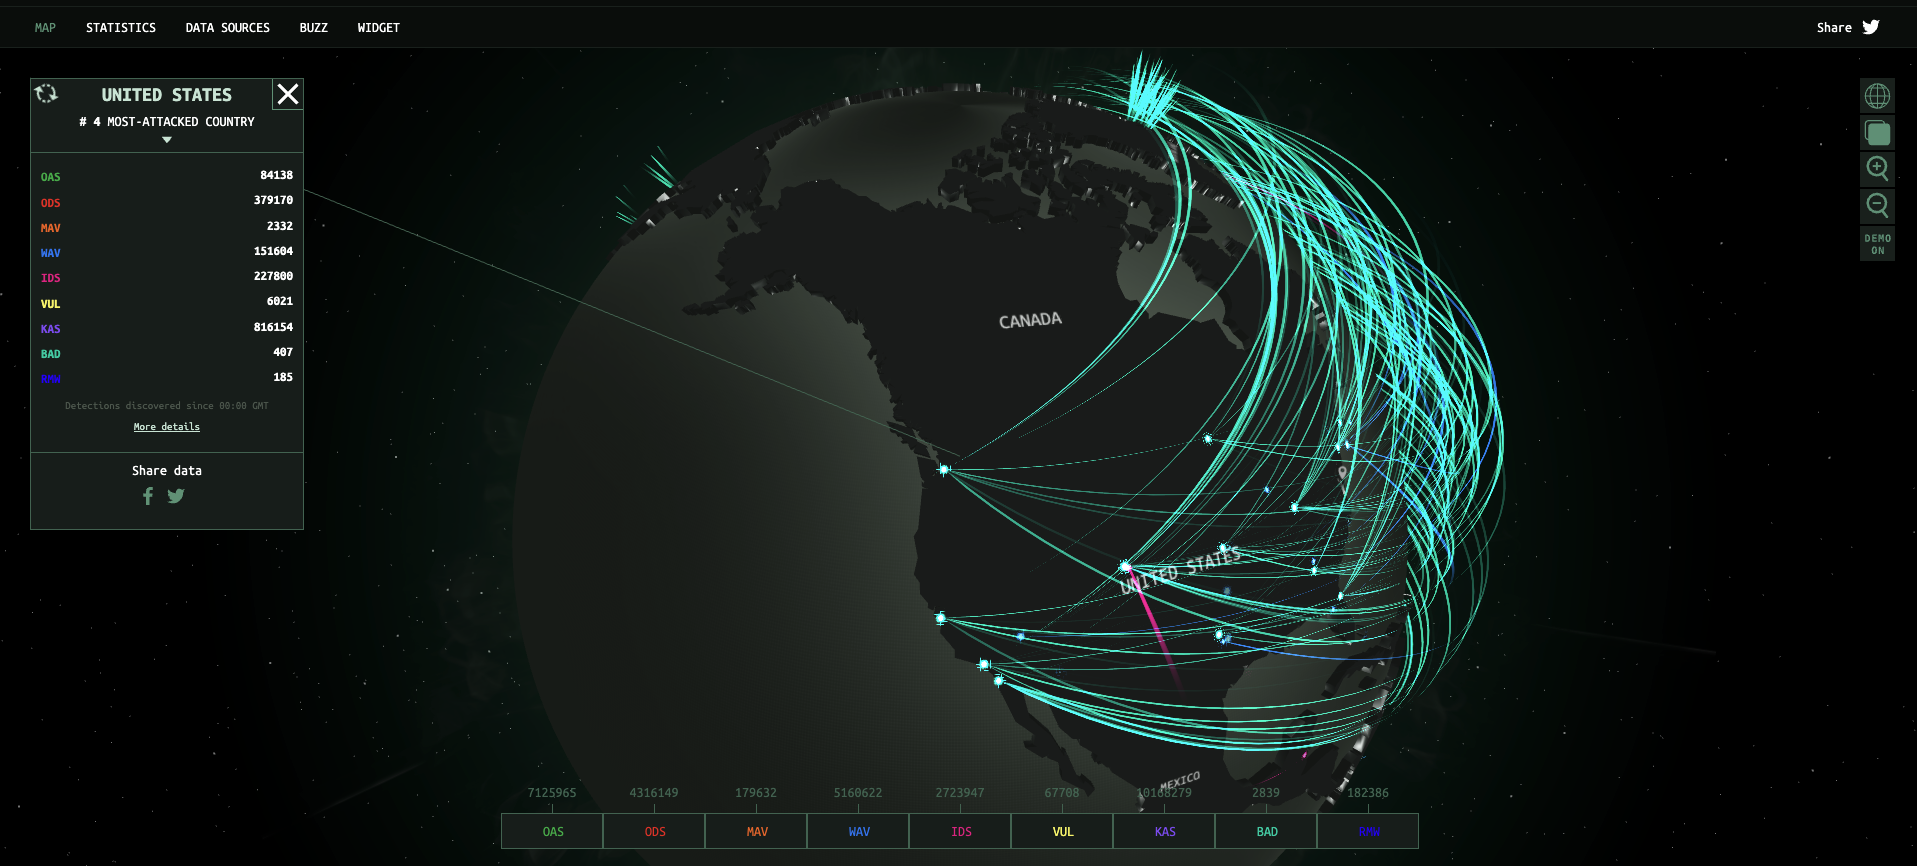 MAP STATISTICS DATA SOURCES BUZZ WIDGET Share
UNITED STATES
# 4 MOST-ATTACKED COUNTRY
OAS 84138
ODS 379170
MAV 2332
WAV 151604
IDS 227800
VUL 6021
KAS 816154
BAD 407
RMW 185
Detections discovered since 00:00 GMT
More details
Share data
DEMO
ON
CANADA
UNITED STATES
MEXICO
7125965 4316149 179632 5160622 2723947 67708 10168279 2839 182386
OAS ODS MAV WAV IDS VUL KAS BAD RMW